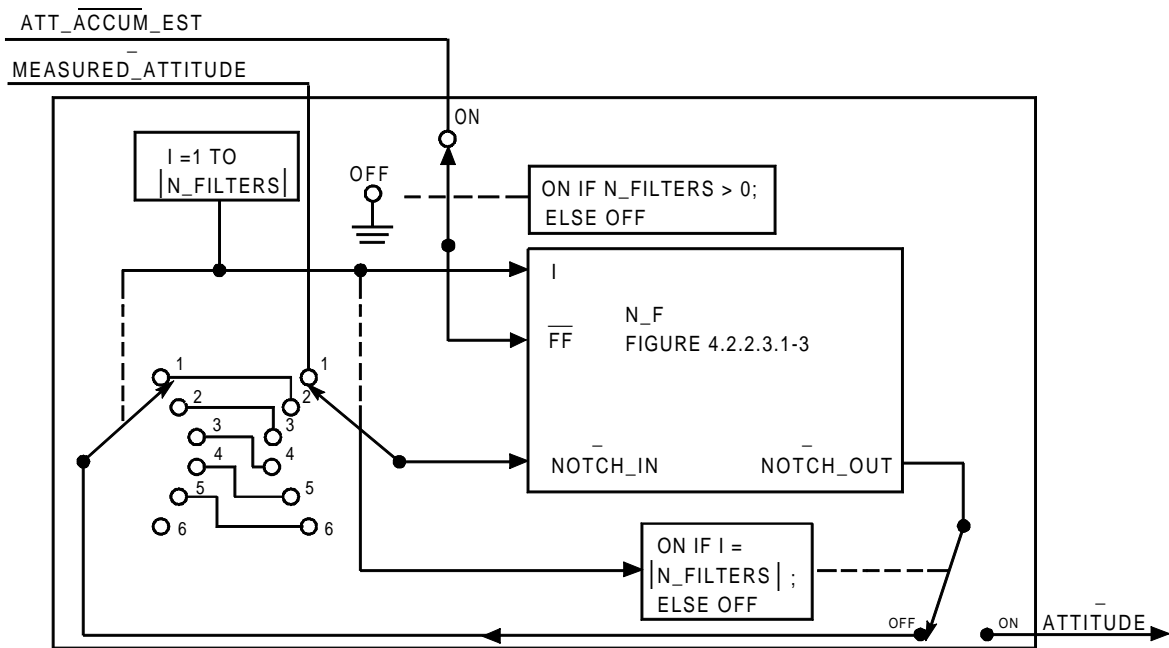 ATT_ACCUM_EST
MEASURED_ATTITUDE
ON
I =1 TO
|N_FILTERS|
OFF
ON IF N_FILTERS > 0;
ELSE OFF
I
N_F
FF
FIGURE 4.2.2.3.1-3
1
1
2
2
3
3
4
4
5
5
6
6
NOTCH_IN
NOTCH_OUT
ON IF I =
|N_FILTERS| ;
ELSE OFF
OFF
ON
ATTITUDE